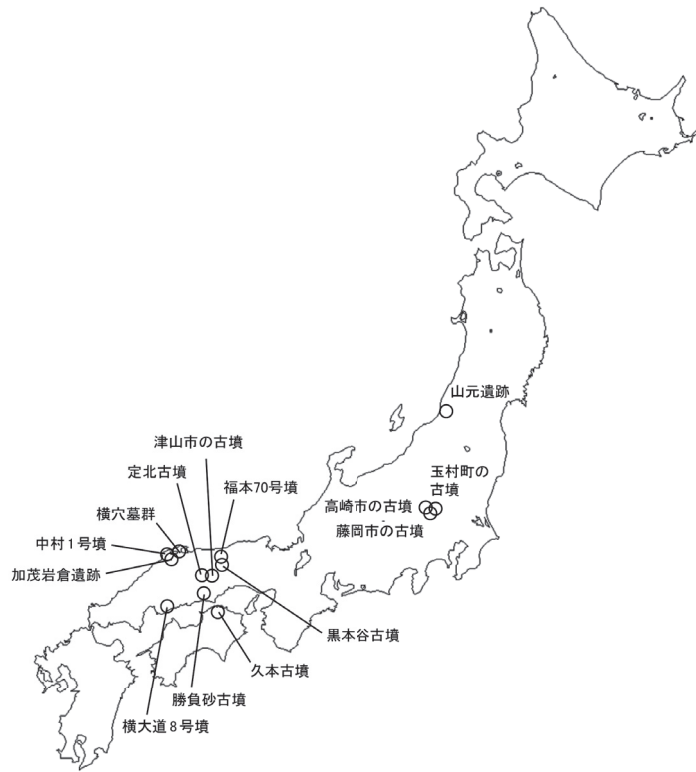 山元遺跡
津山市の古墳
定北古墳
福本70号墳
玉村町の
古墳
横穴墓群
高崎市の古墳
中村1号墳
藤岡市の古墳
加茂岩倉遺跡
黒本谷古墳
久本古墳
勝負砂古墳
横大道8号墳